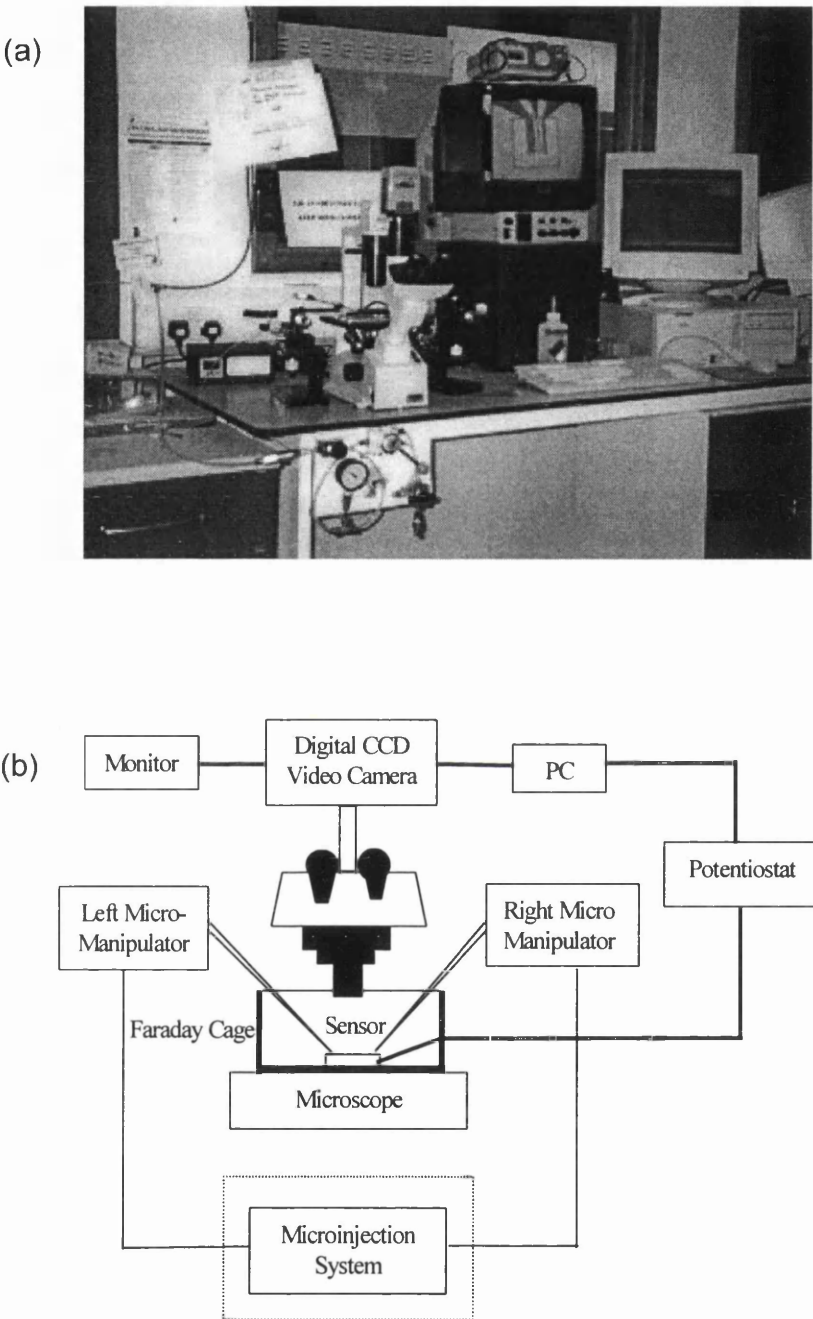 (a)
(b)
Monitor
Digital CCD
Video Camera
PC
Potentiostat
Left Micro-
Manipulator
Right Micro
Manipulator
Faraday Cage
Sensor
Microscope
Microinjection
System